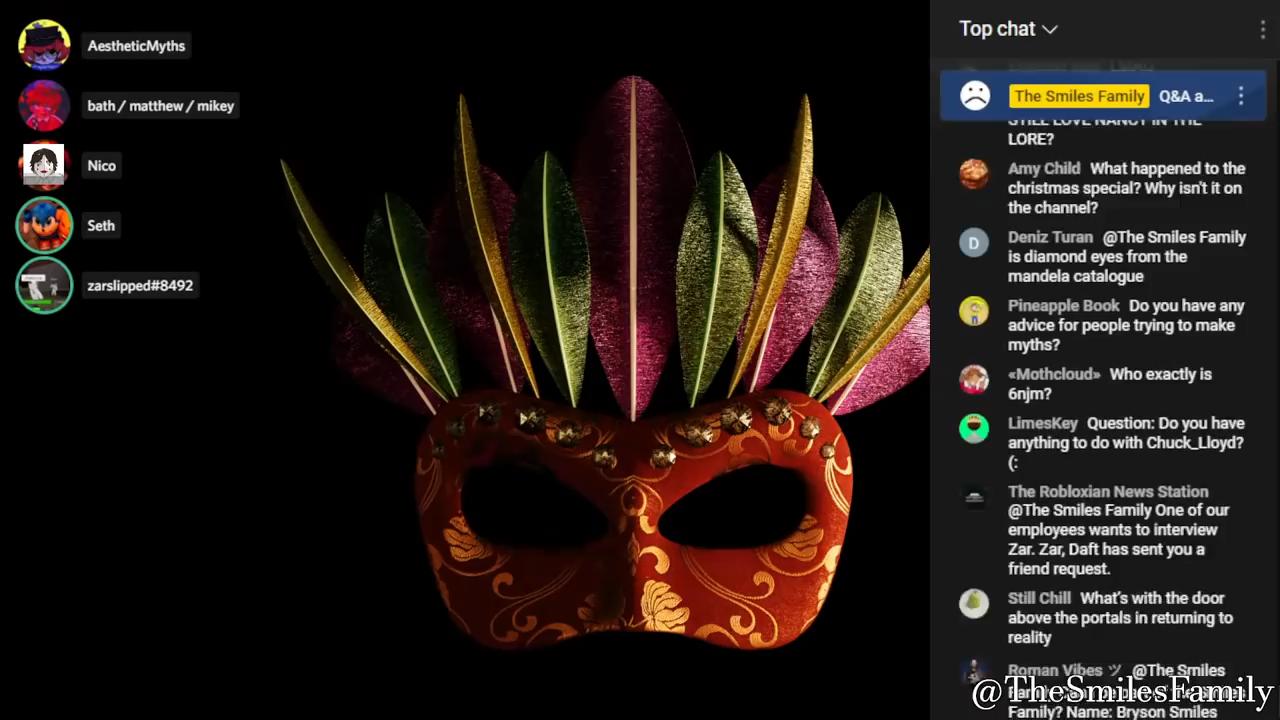 AestheticMyths
bath / matthew / mikey
Nico
Seth
zarslipped#8492
Top chat
The Smiles Family Q&A a...
STILL LOVE NANCY IN THE
LORE?
Amy Child What happened to the
christmas special? Why isn't it on
the channel?
D
Deniz Turan @The Smiles Family
is diamond eyes from the
mandela catalogue
Pineapple Book Do you have any
advice for people trying to make
myths?
«Mothcloud» Who exactly is
6njm?
LimesKey Question: Do you have
anything to do with Chuck_Lloyd?
(:
The Robloxian News Station
@The Smiles Family One of our
employees wants to interview
Zar. Zar, Daft has sent you a
friend request.
Still Chill What's with the door
above the portals in returning to
reality
Roman Vibes ツ @The Smiles
Family? Name: Bryson Smiles
@TheSmilesFamily